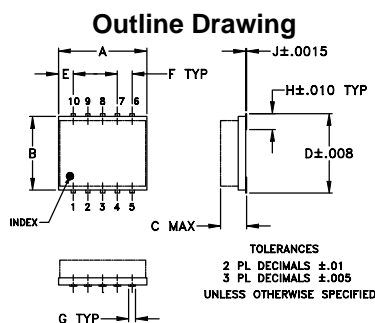 Outline Drawing
A
J±.0015
E
F TYP
H±.010 TYP
10 9 8 7 6
B
D±.008
INDEX
1 2 3 4 5
C MAX
TOLERANCES
2 PL DECIMALS ±.01
3 PL DECIMALS ±.005
UNLESS OTHERWISE SPECIFIED
G TYP